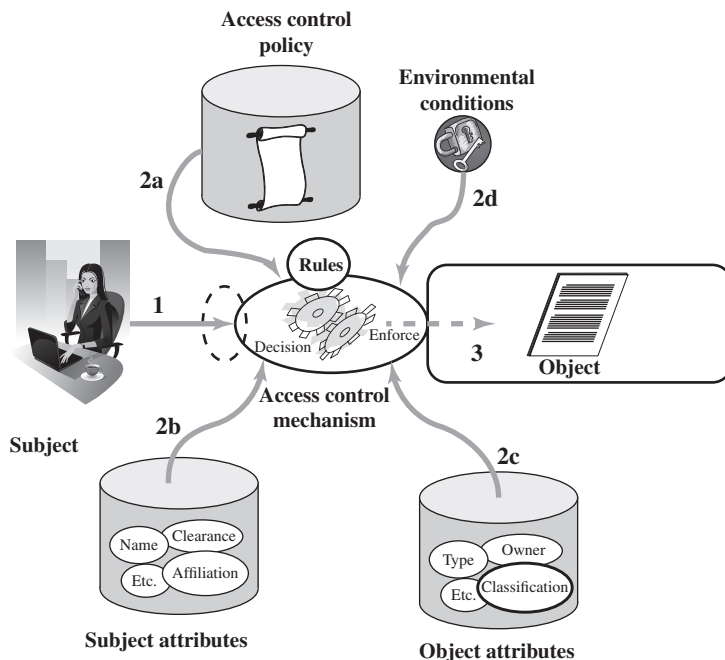 Access control
policy
Environmental
conditions
2a
2d
Rules
1
Decision
Enforce
3
Object
Access control
mechanism
Subject
2b
2c
Name
Clearance
Etc.
Affiliation
Type
Owner
Etc.
Classification
Subject attributes
Object attributes